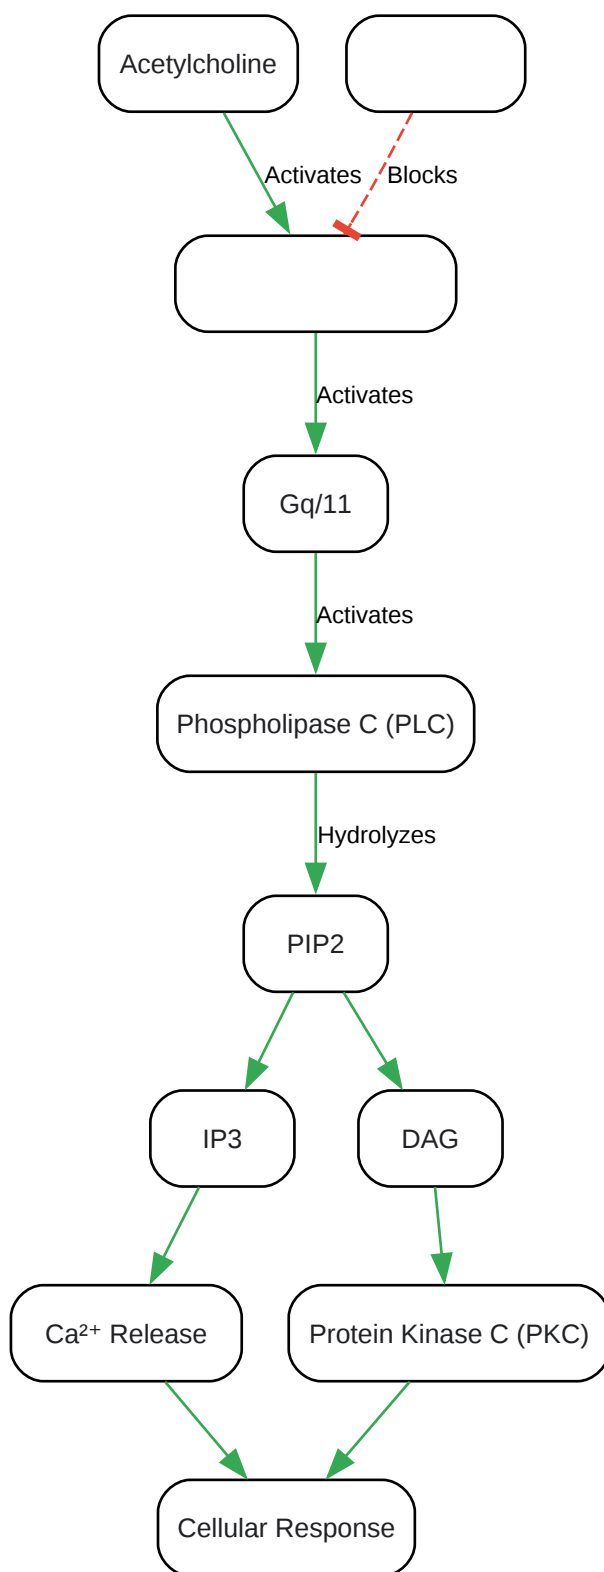 Acetylcholine
Activates
Blocks
Activates
Gq/11
Activates
Phospholipase C (PLC)
Hydrolyzes
PIP2
IP3
DAG
Ca²⁺ Release
Protein Kinase C (PKC)
Cellular Response